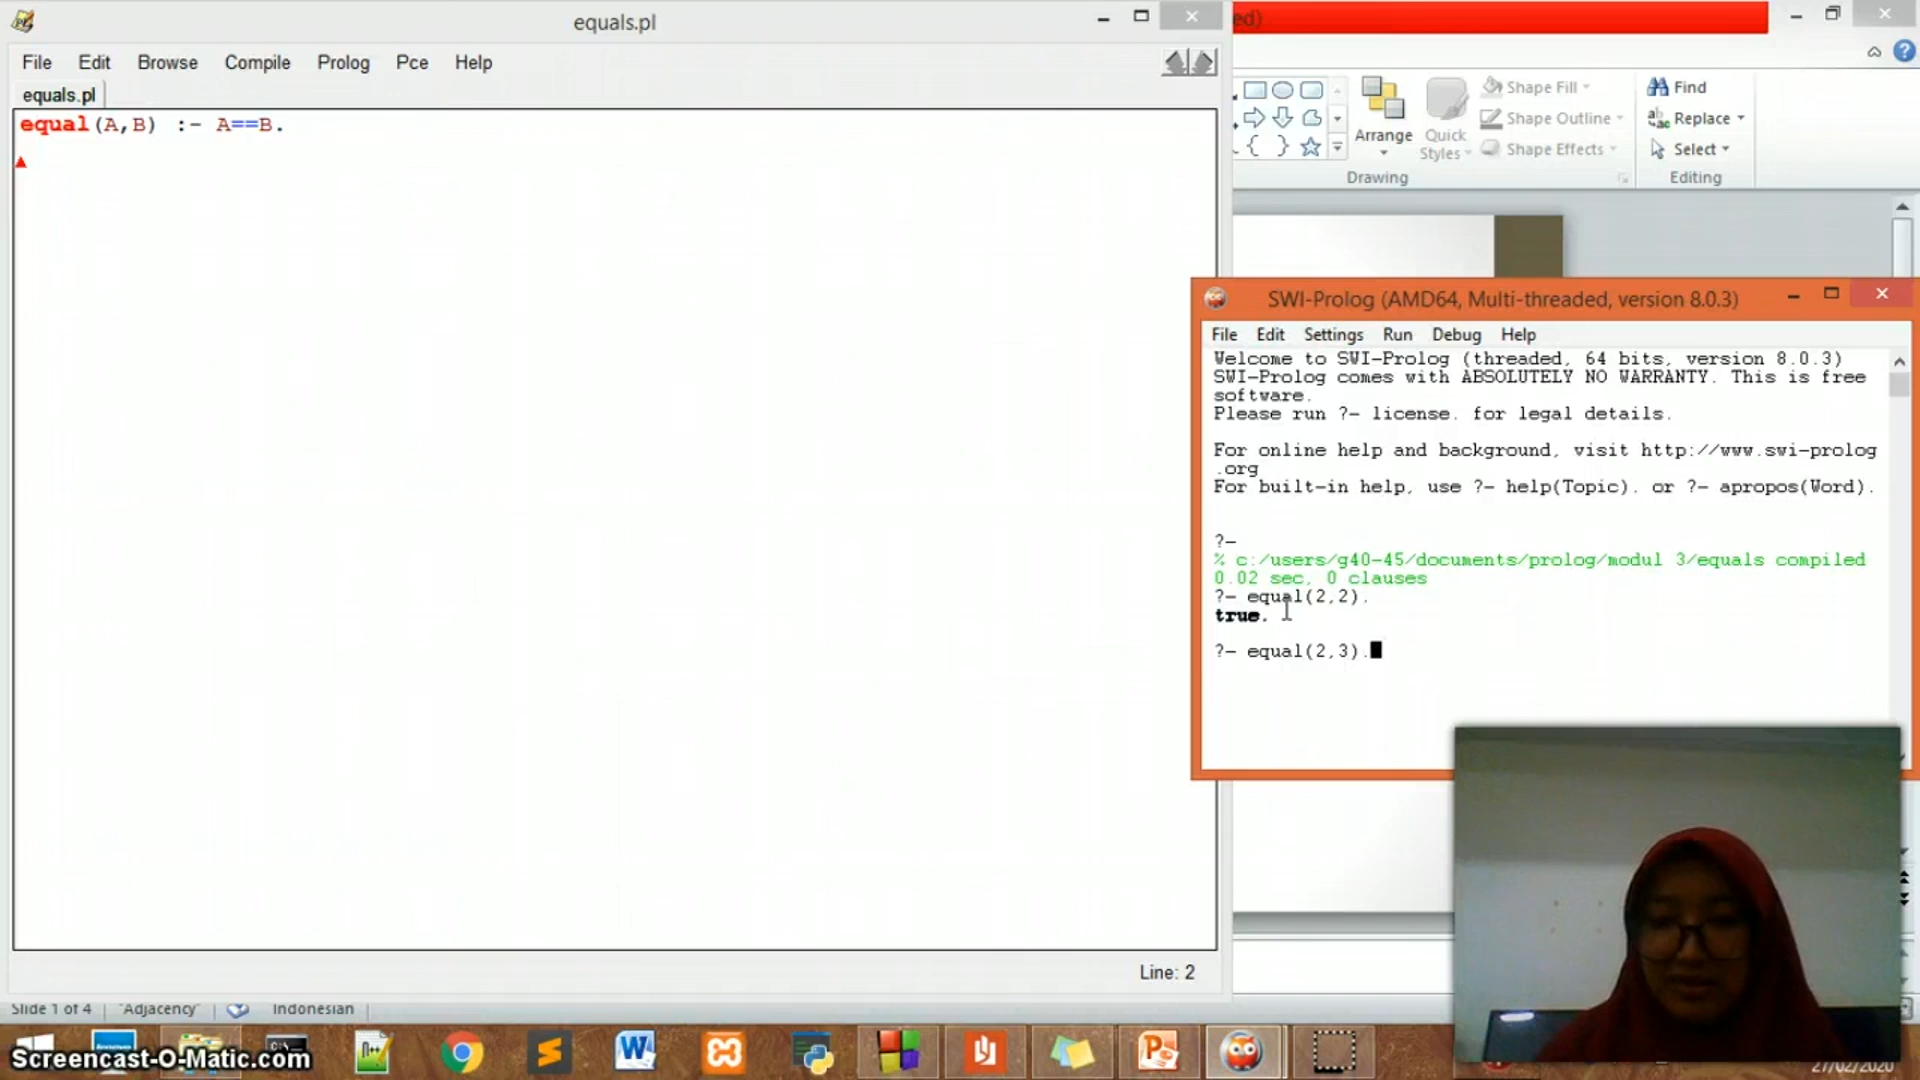 equals.pl
File Edit Browse Compile Prolog Pce Help
equals.pl
equal(A,B) :- A==B.
Line: 2
ed)
Shape Fill
Shape Outline
Shape Effects
Arrange
Quick
Styles
Drawing
Find
Replace
Select
Editing
SWI-Prolog (AMD64, Multi-threaded, version 8.0.3)
File Edit Settings Run Debug Help
Welcome to SWI-Prolog (threaded, 64 bits, version 8.0.3)
SWI-Prolog comes with ABSOLUTELY NO WARRANTY. This is free
software.
Please run ?- license. for legal details.
For online help and background, visit http://www.swi-prolog
.org
For built-in help, use ?- help(Topic). or ?- apropos(Word).
?-
% c:/users/g40-45/documents/prolog/modul 3/equals compiled
0.02 sec, 0 clauses
?- equal(2,2).
true.
?- equal(2,3).
Slide 1 of 4 "Adjacency" Indonesian
Screencast-O-Matic.com
27/02/2020